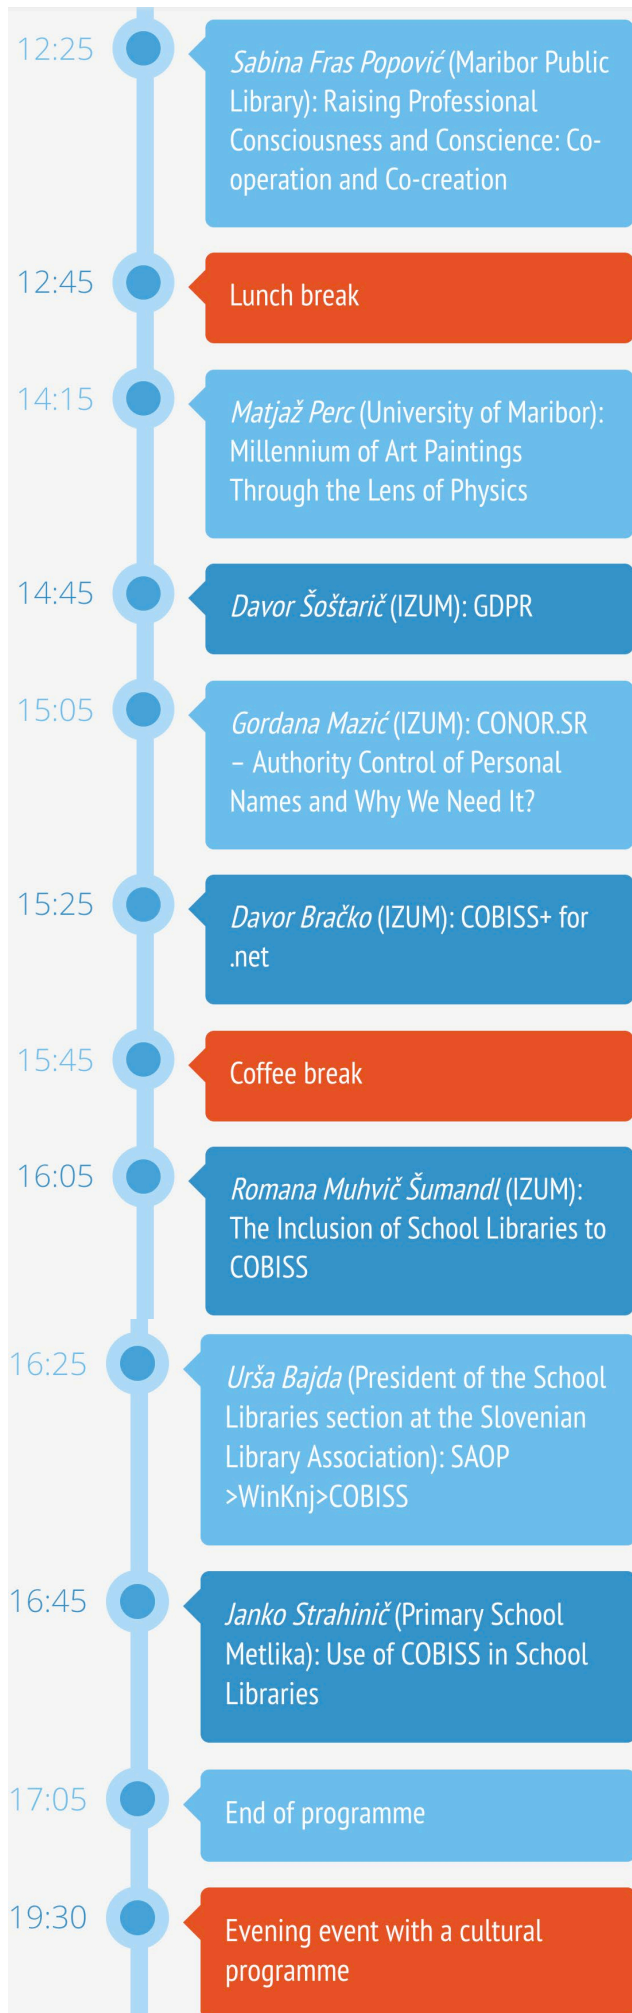 12:25
Sabina Fras Popović (Maribor Public
Library): Raising Professional
Consciousness and Conscience: Co-
operation and Co-creation
12:45
Lunch break
14:15
Matjaž Perc (University of Maribor):
Millennium of Art Paintings
Through the Lens of Physics
14:45
Davor Šoštarič (IZUM): GDPR
15:05
Gordana Mazić (IZUM): CONOR.SR
– Authority Control of Personal
Names and Why We Need It?
15:25
Davor Bračko (IZUM): COBISS+ for
.net
15:45
Coffee break
16:05
Romana Muhvič Šumandl (IZUM):
The Inclusion of School Libraries to
COBISS
16:25
Urša Bajda (President of the School
Libraries section at the Slovenian
Library Association): SAOP
>WinKnj>COBISS
16:45
Janko Strahinič (Primary School
Metlika): Use of COBISS in School
Libraries
17:05
End of programme
19:30
Evening event with a cultural
programme